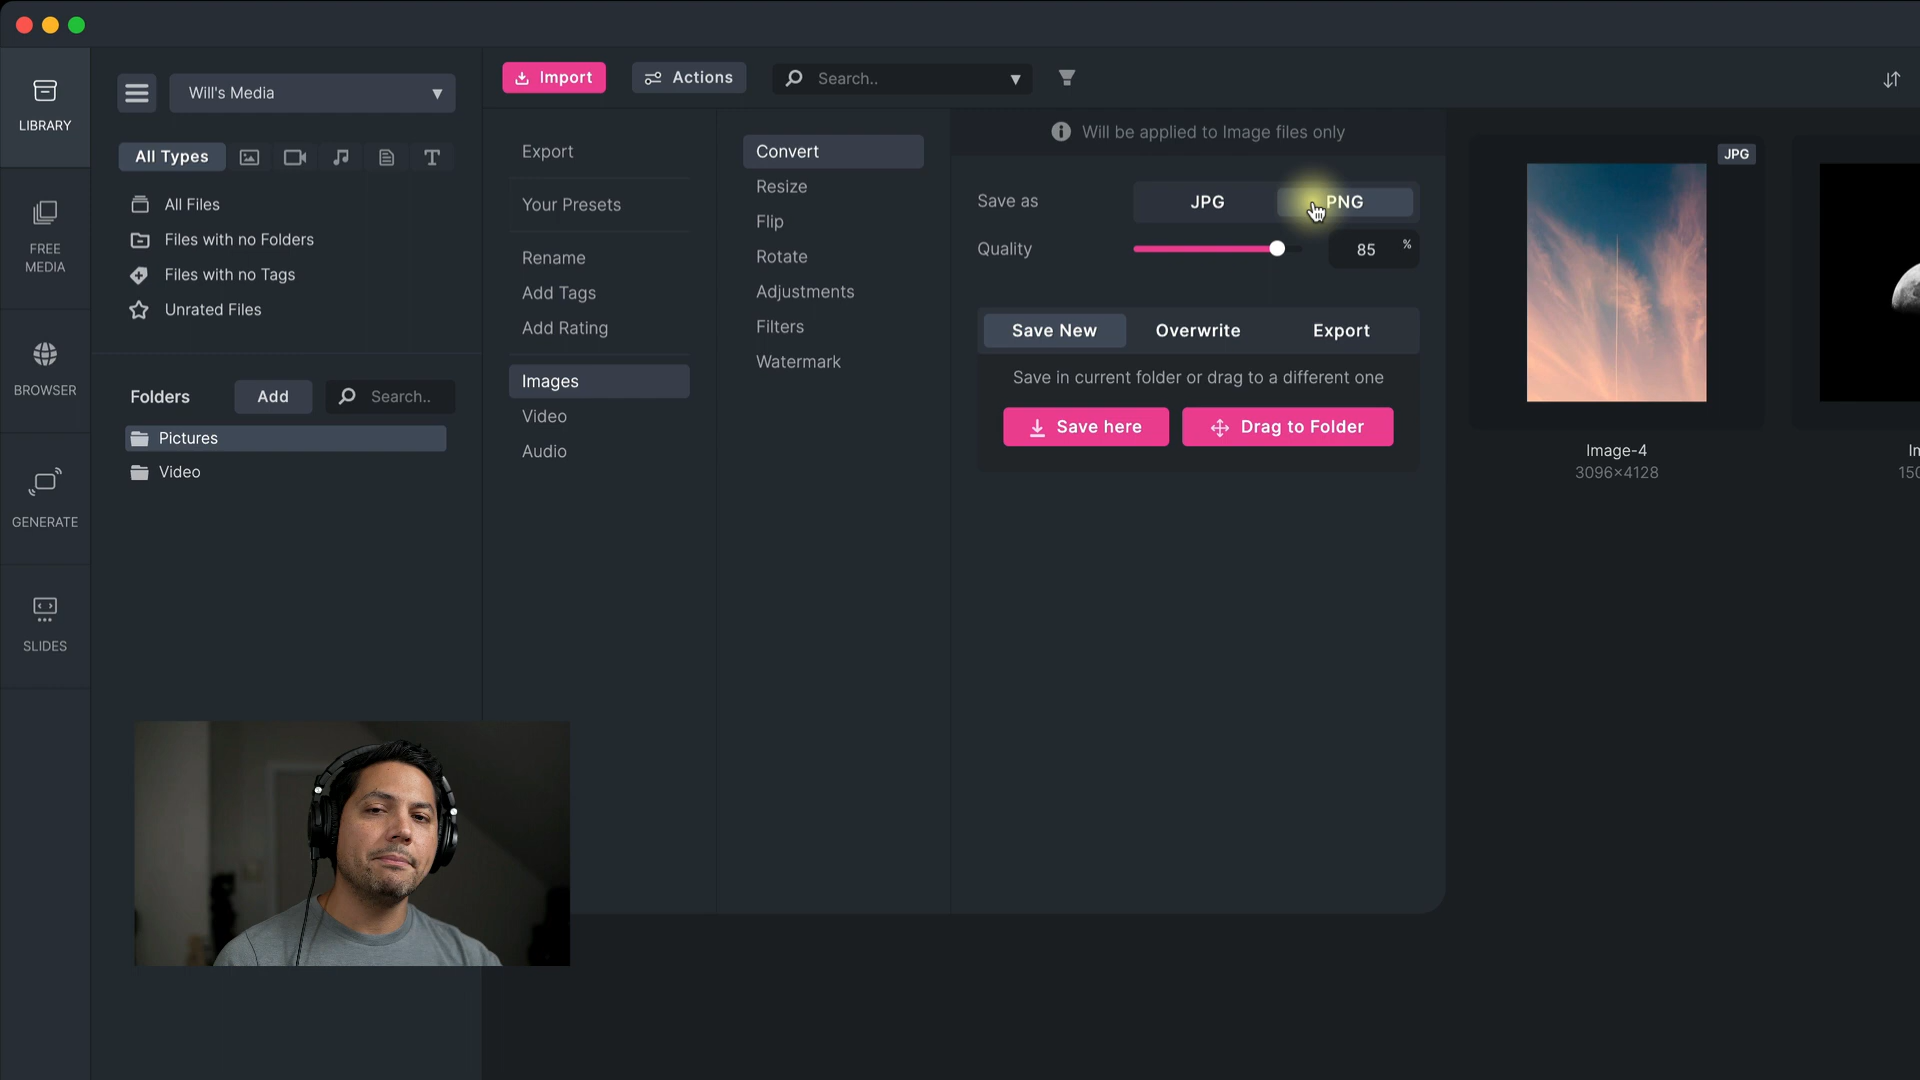 LIBRARY
FREE
MEDIA
BROWSER
GENERATE
SLIDES
Will's Media
All Types
All Files
Files with no Folders
Files with no Tags
Unrated Files
Folders
Add
Search..
Pictures
Video
Import
Actions
Search..
Export
Your Presets
Rename
Add Tags
Add Rating
Images
Video
Audio
Convert
Resize
Flip
Rotate
Adjustments
Filters
Watermark
Will be applied to Image files only
Save as
JPG
PNG
Quality
85
%
Save New
Overwrite
Export
Save in current folder or drag to a different one
Save here
Drag to Folder
JPG
Image-4
3096×4128